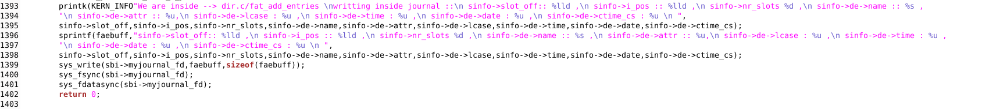 1393 printk(KERN_INFO"We are inside --> dir.c/fat_add_entries \nwritting inside journal ::\n sinfo->slot_off:: %lld ,\n sinfo->i_pos :: %lld ,\n sinfo->nr_slots %d ,\n sinfo->de->name :: %s ,
1394 "\n sinfo->de->attr :: %u,\n sinfo->de->lcase : %u ,\n sinfo->de->time : %u ,\n sinfo->de->date : %u ,\n sinfo->de->ctime_cs : %u \n ",
1395 sinfo->slot_off,sinfo->i_pos,sinfo->nr_slots,sinfo->de->name,sinfo->de->attr,sinfo->de->lcase,sinfo->de->time,sinfo->de->date,sinfo->de->ctime_cs);
1396 sprintf(faebuff,"sinfo->slot_off:: %lld ,\n sinfo->i_pos :: %lld ,\n sinfo->nr_slots %d ,\n sinfo->de->name :: %s ,\n sinfo->de->attr :: %u,\n sinfo->de->lcase : %u ,\n sinfo->de->time : %u ,
1397 "\n sinfo->de->date : %u ,\n sinfo->de->ctime_cs : %u \n ",
1398 sinfo->slot_off,sinfo->i_pos,sinfo->nr_slots,sinfo->de->name,sinfo->de->attr,sinfo->de->lcase,sinfo->de->time,sinfo->de->date,sinfo->de->ctime_cs);
1399 sys_write(sbi->myjournal_fd,faebuff,sizeof(faebuff));
1400 sys_fsync(sbi->myjournal_fd);
1401 sys_fdatasync(sbi->myjournal_fd);
1402 return 0;
1403